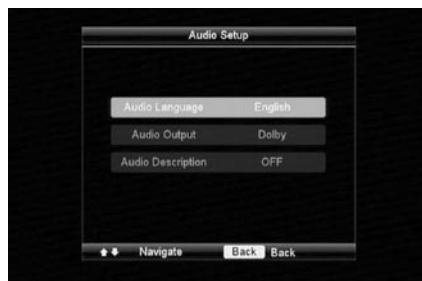 Audio Setup
Audio Language English
Audio Output Dolby
Audio Description OFF
Navigate Back Back